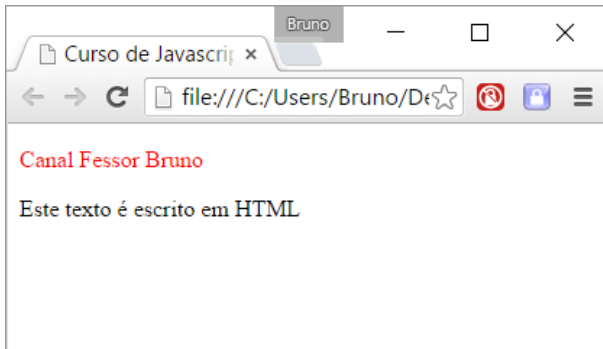 Bruno
Curso de Javascrip
file:///C:/Users/Bruno/De
Canal Fessor Bruno
Este texto é escrito em HTML